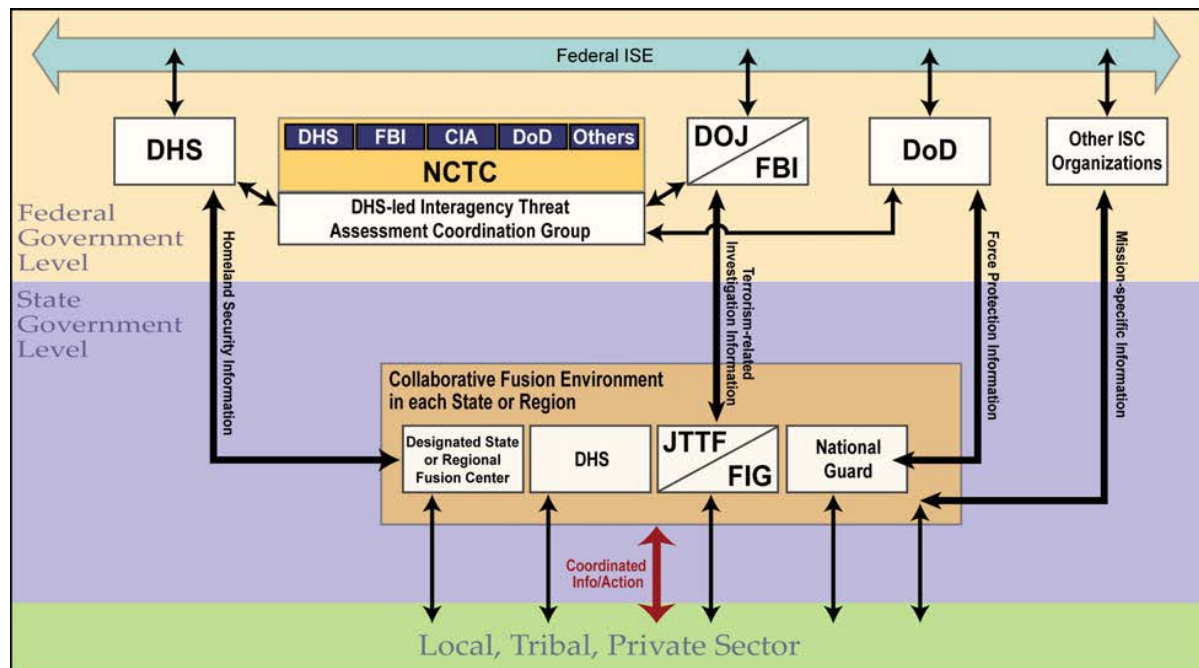 Federal ISE
DHS
DHS FBI CIA DoD Others
NCTC
DHS-led Interagency Threat
Assessment Coordination Group
DOJ
FBI
DoD
Other ISC
Organizations
Federal
Government
Level
State
Government
Level
Homeland Security Information
Terrorism-related
Investigation Information
Force Protection Information
Mission-specific Information
Collaborative Fusion Environment
in each State or Region
Designated State
or Regional
Fusion Center
DHS
JTTF
FIG
National
Guard
Coordinated
Info/Action
Local, Tribal, Private Sector